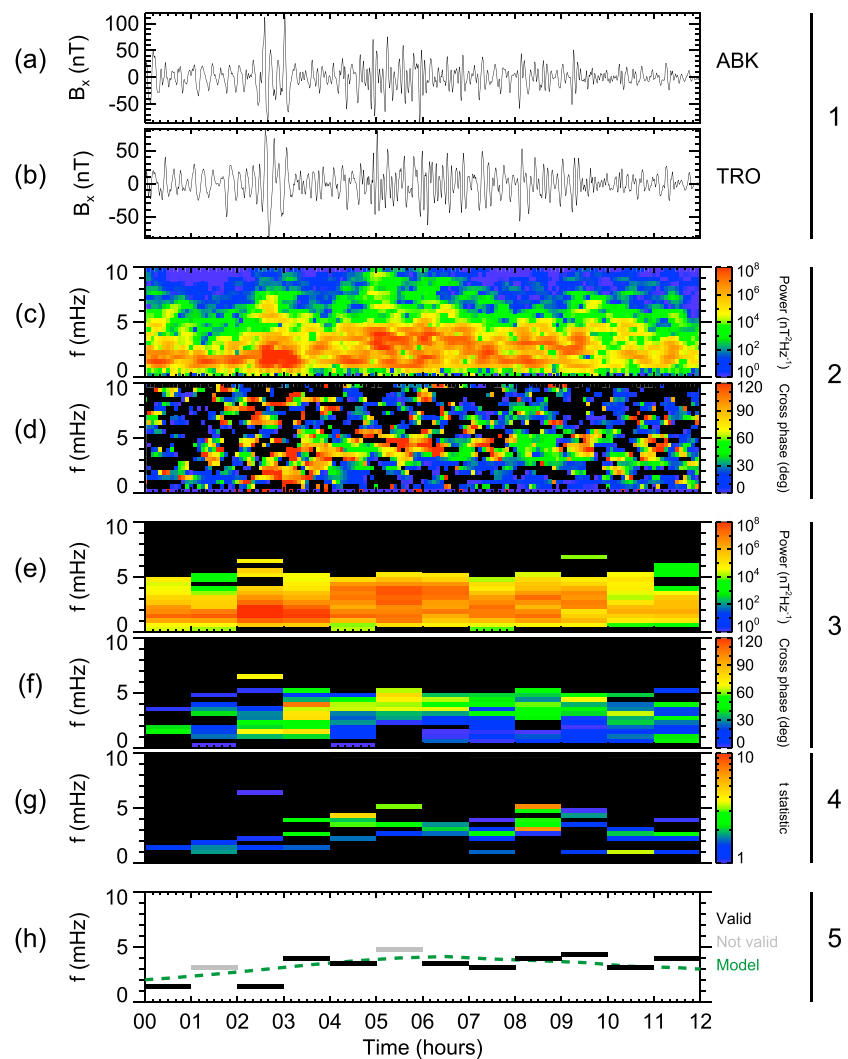 (a)
B_x (nT)
100
50
0
-50
ABK
1
(b)
B_x (nT)
50
0
-50
TRO
(c)
f (mHz)
10
5
0
10^8
10^6
10^4
10^2
10^0
Power (nT^2Hz^-1)
2
(d)
f (mHz)
10
5
0
120
90
60
30
0
Cross phase (deg)
(e)
f (mHz)
10
5
0
10^8
10^6
10^4
10^2
10^0
Power (nT^2Hz^-1)
3
(f)
f (mHz)
10
5
0
120
90
60
30
0
Cross phase (deg)
(g)
f (mHz)
10
5
0
10
1
t statistic
4
(h)
f (mHz)
10
5
0
Valid
Not valid
Model
5
00 01 02 03 04 05 06 07 08 09 10 11 12
Time (hours)